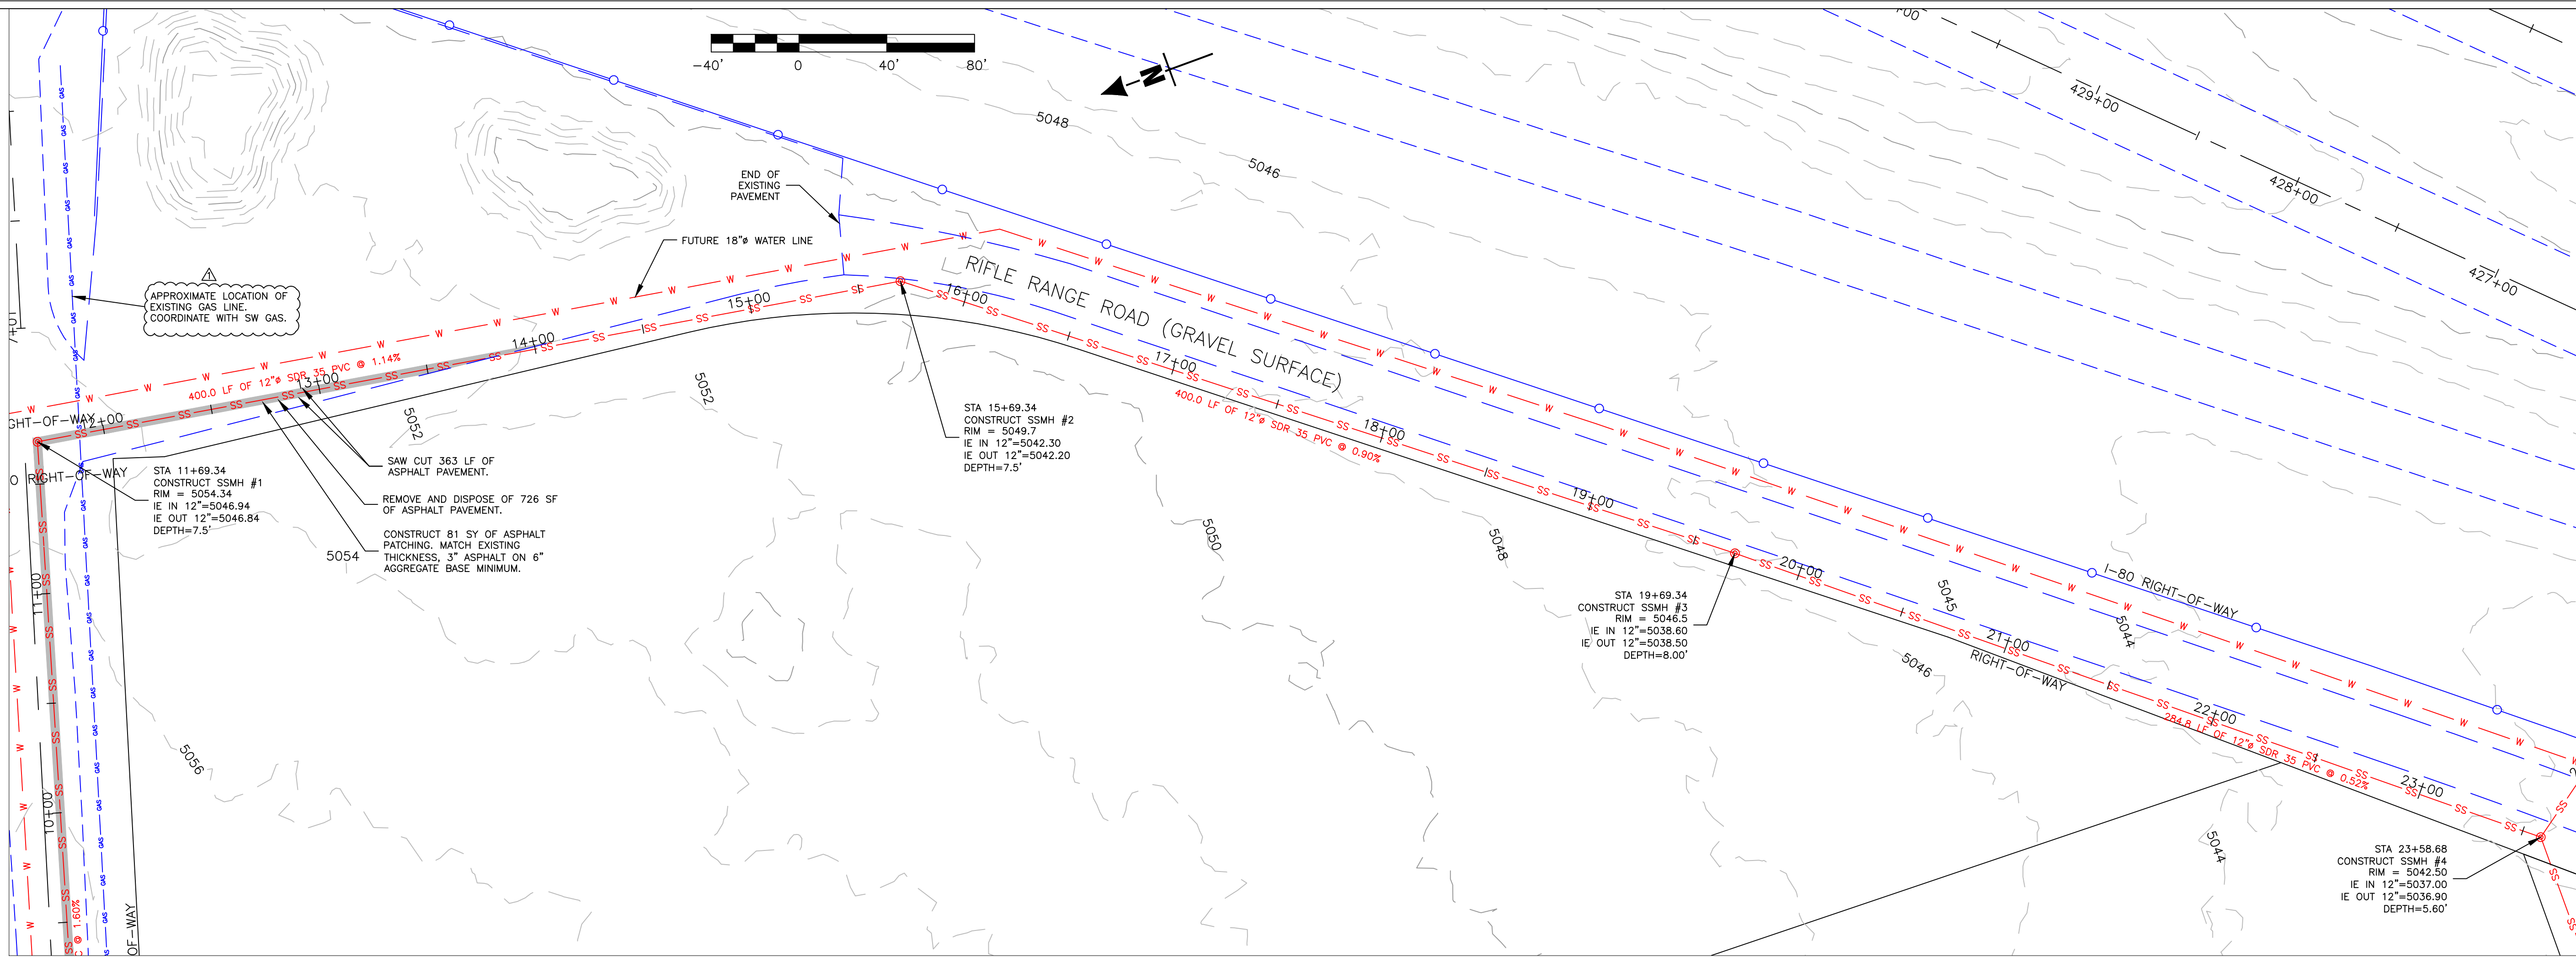 -40'
0
40'
80'
N
+00
429+00
428+00
427+00
5048
5046
END OF
EXISTING
PAVEMENT
FUTURE 18"ø WATER LINE
1
APPROXIMATE LOCATION OF
EXISTING GAS LINE.
COORDINATE WITH SW GAS.
RIFLE RANGE ROAD (GRAVEL SURFACE)
400.0 LF OF 12"ø SDR 35 PVC @ 1.14%
GHT-OF-WAY
12+00
13+00
14+00
15+00
16+00
17+00
18+00
19+00
20+00
21+00
22+00
23+00
O RIGHT-OF-WAY
STA 11+69.34
CONSTRUCT SSMH #1
RIM = 5054.34
IE IN 12"=5046.94
IE OUT 12"=5046.84
DEPTH=7.5'
SAW CUT 363 LF OF
ASPHALT PAVEMENT.
REMOVE AND DISPOSE OF 726 SF
OF ASPHALT PAVEMENT.
CONSTRUCT 81 SY OF ASPHALT
PATCHING. MATCH EXISTING
THICKNESS, 3" ASPHALT ON 6"
AGGREGATE BASE MINIMUM.
5052
5052
5054
5056
STA 15+69.34
CONSTRUCT SSMH #2
RIM = 5049.7
IE IN 12"=5042.30
IE OUT 12"=5042.20
DEPTH=7.5'
400.0 LF OF 12"ø SDR 35 PVC @ 0.90%
5050
5048
STA 19+69.34
CONSTRUCT SSMH #3
RIM = 5046.5
IE IN 12"=5038.60
IE OUT 12"=5038.50
DEPTH=8.00'
5045
5044
I-80 RIGHT-OF-WAY
5046
RIGHT-OF-WAY
284.8 LF OF 12"ø SDR 35 PVC @ 0.52%
5044
STA 23+58.68
CONSTRUCT SSMH #4
RIM = 5042.50
IE IN 12"=5037.00
IE OUT 12"=5036.90
DEPTH=5.60'
11+00
10+00
C @ 1.60%
OF-WAY
GAS
W
SS